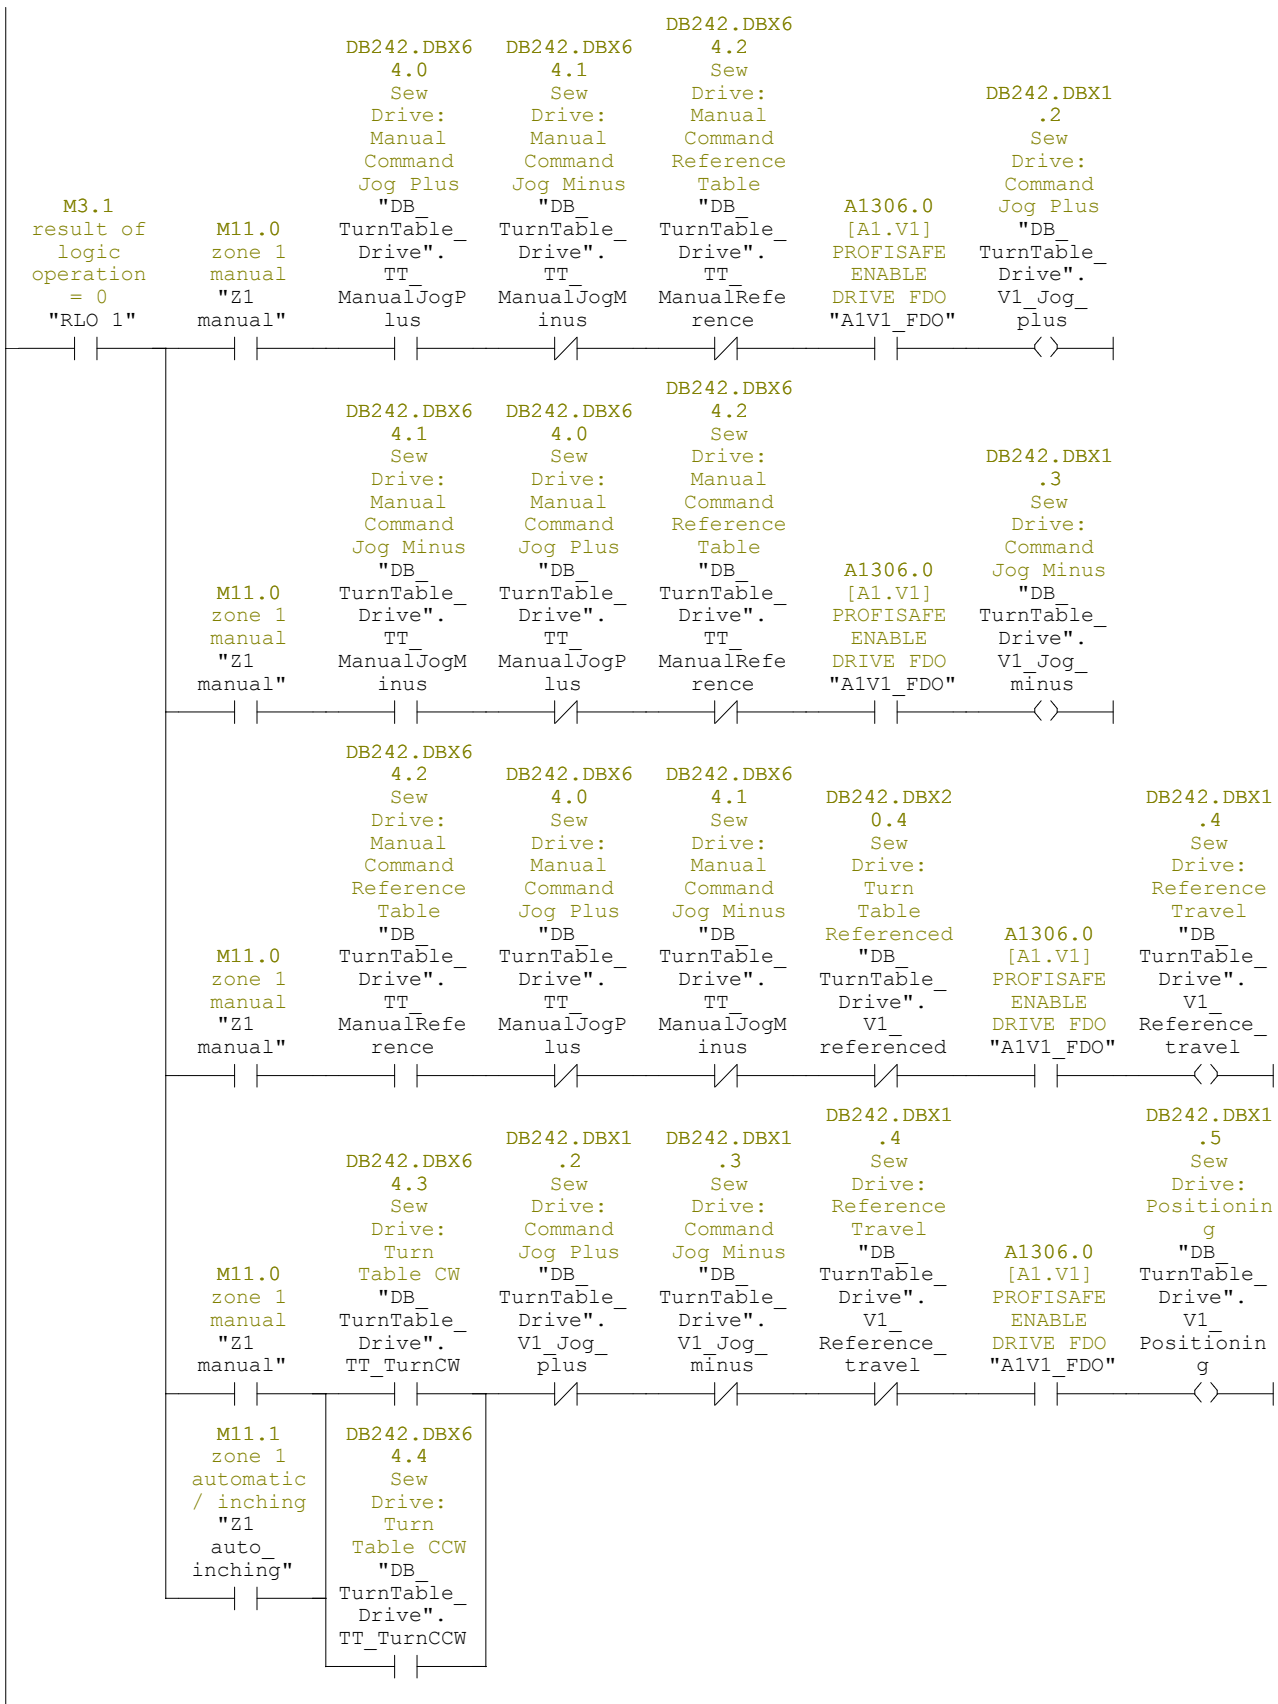 M3.1
result of
logic
operation
= 0
"RLO 1"
M11.0
zone 1
manual
"Z1
manual"
DB242.DBX6
4.0
Sew
Drive:
Manual
Command
Jog Plus
"DB_
TurnTable_
Drive".
TT_
ManualJogP
lus
DB242.DBX6
4.1
Sew
Drive:
Manual
Command
Jog Minus
"DB_
TurnTable_
Drive".
TT_
ManualJogM
inus
DB242.DBX6
4.2
Sew
Drive:
Manual
Command
Reference
Table
"DB_
TurnTable_
Drive".
TT_
ManualRefe
rence
A1306.0
[A1.V1]
PROFISAFE
ENABLE
DRIVE FDO
"A1V1_FDO"
DB242.DBX1
.2
Sew
Drive:
Command
Jog Plus
"DB_
TurnTable_
Drive".
V1_Jog_
plus
M11.0
zone 1
manual
"Z1
manual"
DB242.DBX6
4.1
Sew
Drive:
Manual
Command
Jog Minus
"DB_
TurnTable_
Drive".
TT_
ManualJogM
inus
DB242.DBX6
4.0
Sew
Drive:
Manual
Command
Jog Plus
"DB_
TurnTable_
Drive".
TT_
ManualJogP
lus
DB242.DBX6
4.2
Sew
Drive:
Manual
Command
Reference
Table
"DB_
TurnTable_
Drive".
TT_
ManualRefe
rence
A1306.0
[A1.V1]
PROFISAFE
ENABLE
DRIVE FDO
"A1V1_FDO"
DB242.DBX1
.3
Sew
Drive:
Command
Jog Minus
"DB_
TurnTable_
Drive".
V1_Jog_
minus
M11.0
zone 1
manual
"Z1
manual"
DB242.DBX6
4.2
Sew
Drive:
Manual
Command
Reference
Table
"DB_
TurnTable_
Drive".
TT_
ManualRefe
rence
DB242.DBX6
4.0
Sew
Drive:
Manual
Command
Jog Plus
"DB_
TurnTable_
Drive".
TT_
ManualJogP
lus
DB242.DBX6
4.1
Sew
Drive:
Manual
Command
Jog Minus
"DB_
TurnTable_
Drive".
TT_
ManualJogM
inus
DB242.DBX2
0.4
Sew
Drive:
Turn
Table
Referenced
"DB_
TurnTable_
Drive".
V1_
referenced
A1306.0
[A1.V1]
PROFISAFE
ENABLE
DRIVE FDO
"A1V1_FDO"
DB242.DBX1
.4
Sew
Drive:
Reference
Travel
"DB_
TurnTable_
Drive".
V1_
Reference_
travel
M11.0
zone 1
manual
"Z1
manual"
DB242.DBX6
4.3
Sew
Drive:
Turn
Table CW
"DB_
TurnTable_
Drive".
TT_TurnCW
DB242.DBX1
.2
Sew
Drive:
Command
Jog Plus
"DB_
TurnTable_
Drive".
V1_Jog_
plus
DB242.DBX1
.3
Sew
Drive:
Command
Jog Minus
"DB_
TurnTable_
Drive".
V1_Jog_
minus
DB242.DBX1
.4
Sew
Drive:
Reference
Travel
"DB_
TurnTable_
Drive".
V1_
Reference_
travel
A1306.0
[A1.V1]
PROFISAFE
ENABLE
DRIVE FDO
"A1V1_FDO"
DB242.DBX1
.5
Sew
Drive:
Positionin
g
"DB_
TurnTable_
Drive".
V1_
Positionin
g
M11.1
zone 1
automatic
/ inching
"Z1
auto_
inching"
DB242.DBX6
4.4
Sew
Drive:
Turn
Table CCW
"DB_
TurnTable_
Drive".
TT_TurnCCW